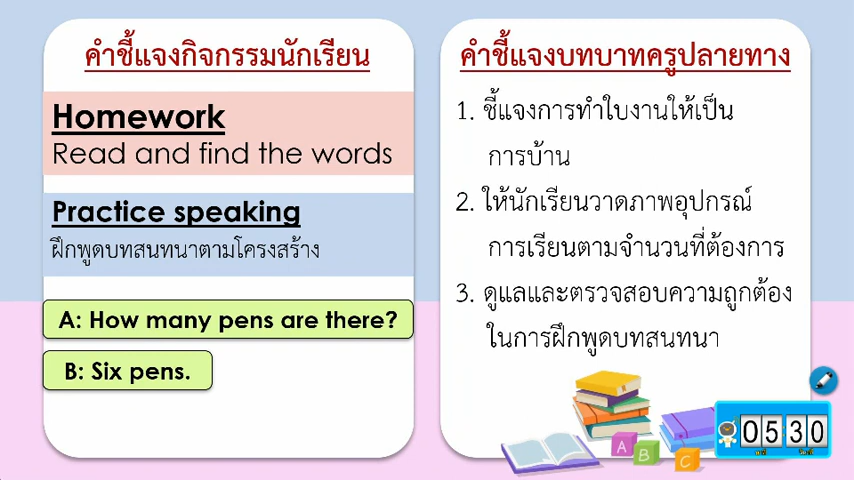 คำชี้แจงกิจกรรมนักเรียน
Homework
Read and find the words
Practice speaking
ฝึกพูดบทสนทนาตามโครงสร้าง
A: How many pens are there?
B: Six pens.
คำชี้แจงบทบาทครูปลายทาง
1. ชี้แจงการทำใบงานให้เป็น
การบ้าน
2. ให้นักเรียนวาดภาพอุปกรณ์
การเรียนตามจำนวนที่ต้องการ
3. ดูแลและตรวจสอบความถูกต้อง
ในการฝึกพูดบทสนทนา
A
B
C
05 30